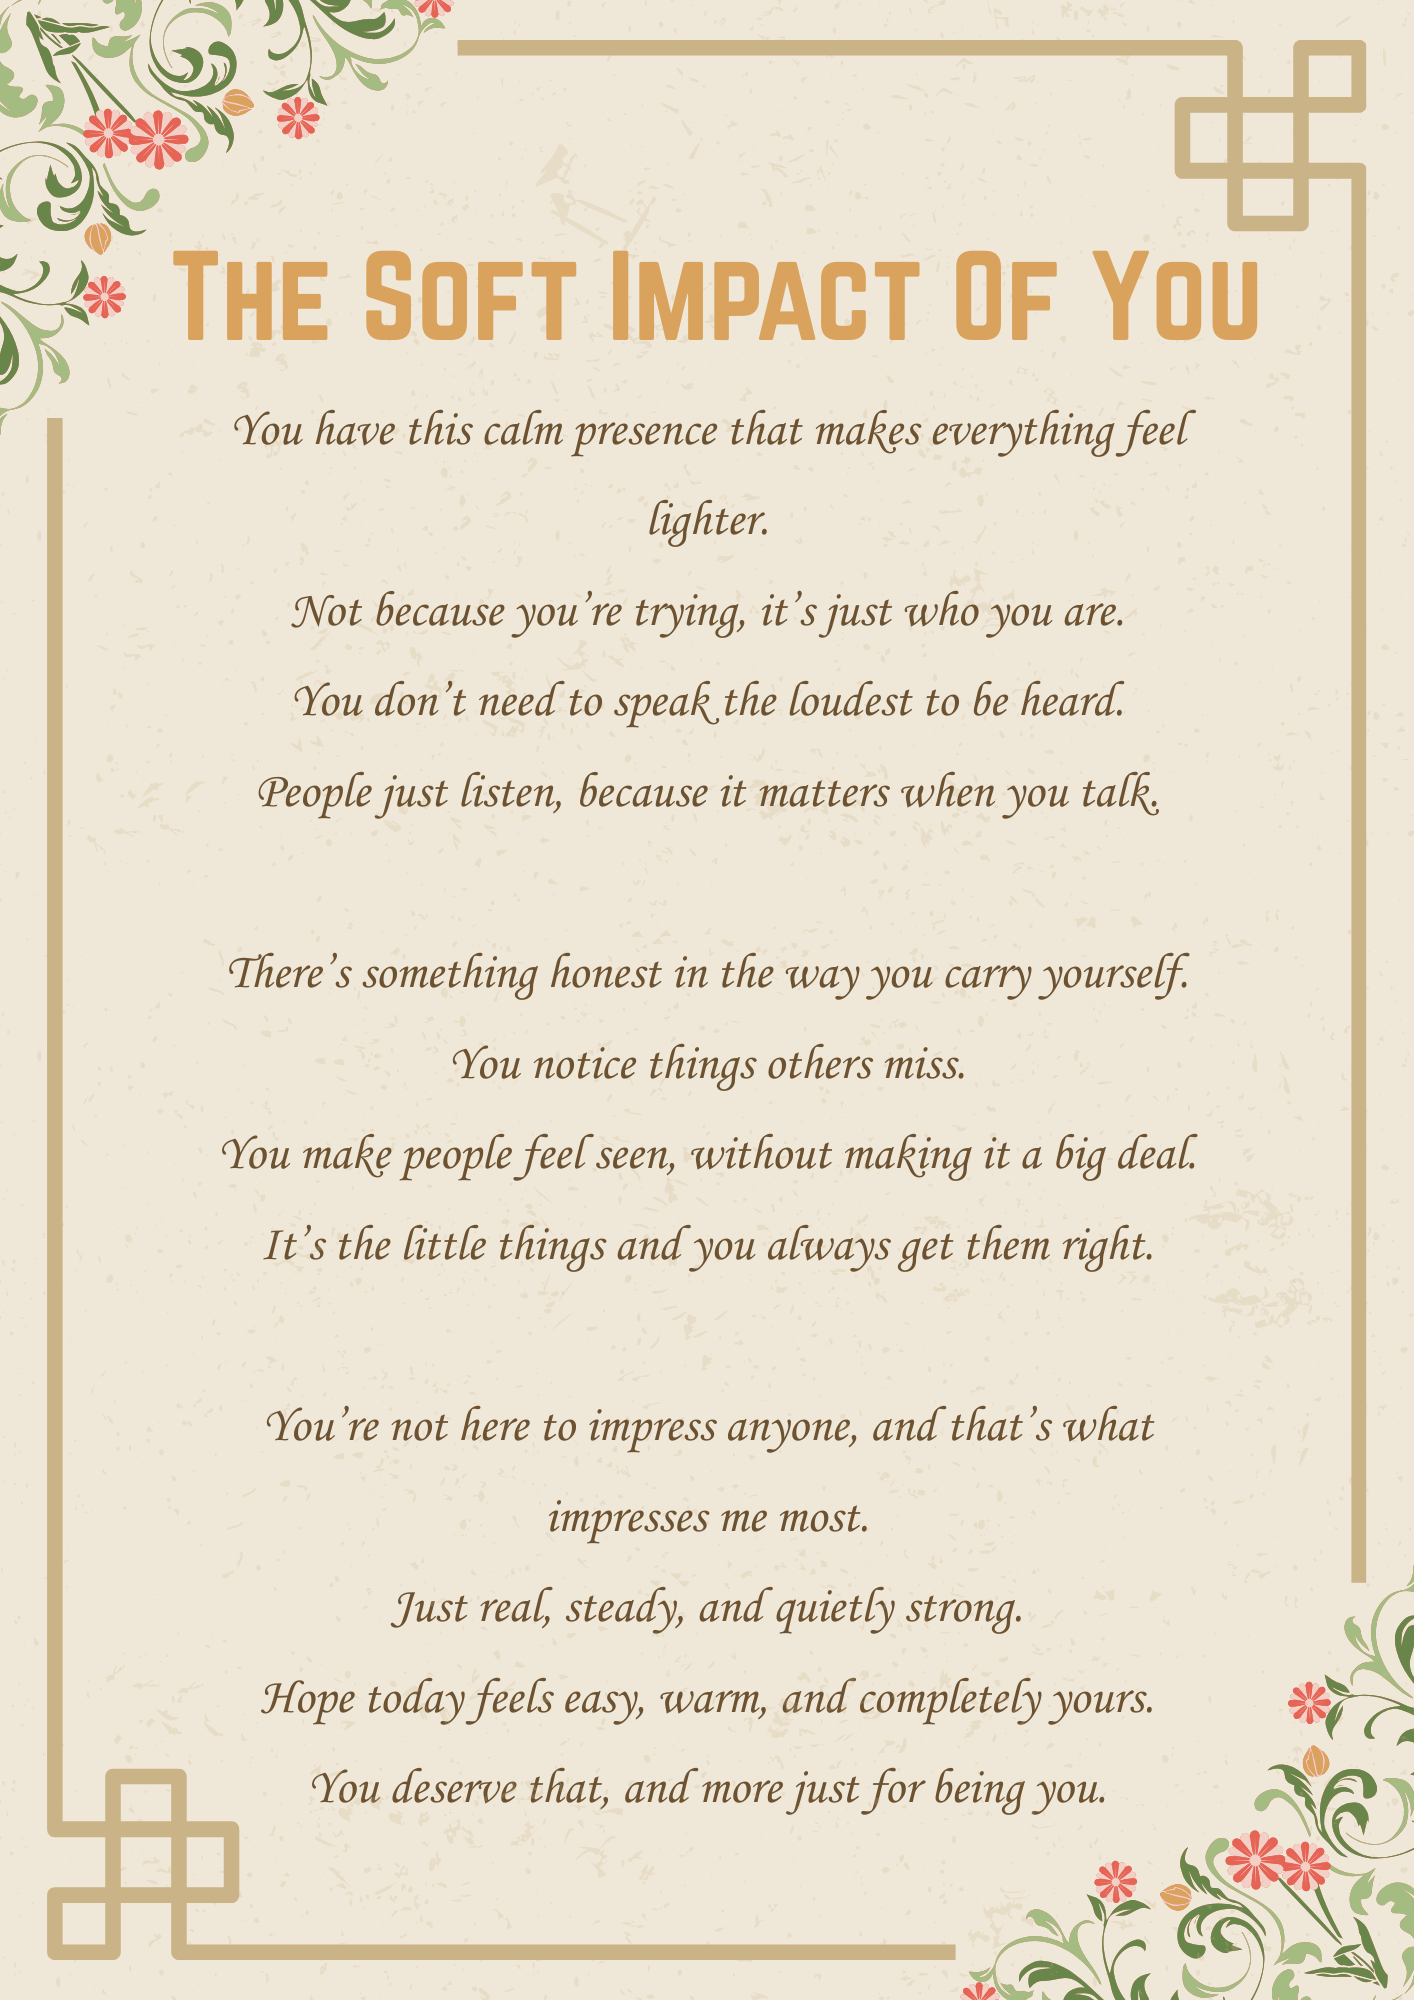 The Soft Impact Of You
You have this calm presence that makes everything feel
lighter.
Not because you’re trying, it’s just who you are.
You don’t need to speak the loudest to be heard.
People just listen, because it matters when you talk.
There’s something honest in the way you carry yourself.
You notice things others miss.
You make people feel seen, without making it a big deal.
It’s the little things and you always get them right.
You’re not here to impress anyone, and that’s what
impresses me most.
Just real, steady, and quietly strong.
Hope today feels easy, warm, and completely yours.
You deserve that, and more just for being you.